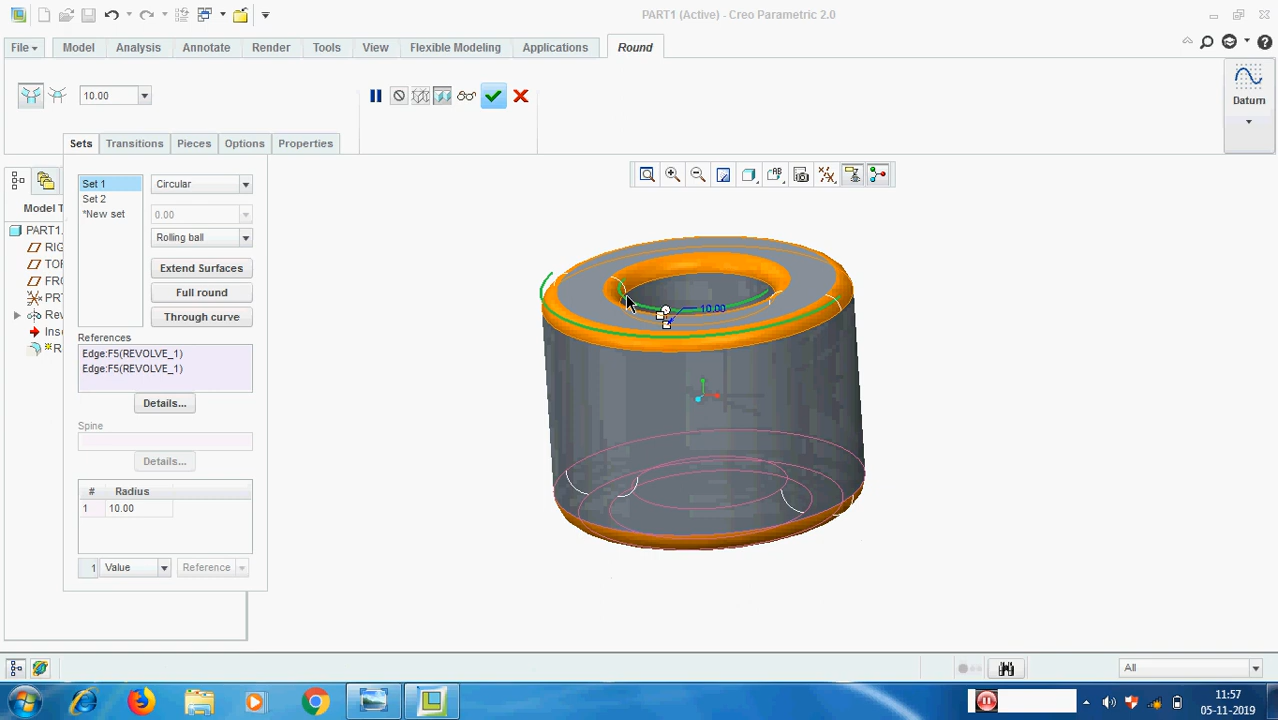 PART1 (Active) - Creo Parametric 2.0
File Model Analysis Annotate Render Tools View Flexible Modeling Applications Round
10.00
Datum
Sets Transitions Pieces Options Properties
Set 1 Circular
Set 2
*New set 0.00
Rolling ball
Extend Surfaces
Full round
Through curve
References
Edge:F5(REVOLVE_1)
Edge:F5(REVOLVE_1)
Details...
Spine
Details...
# Radius
1 10.00
1 Value Reference
Model T
PART1.
RIG
TOP
FRO
PRT
Rev
Inse
R
10.00
All
11:57
05-11-2019